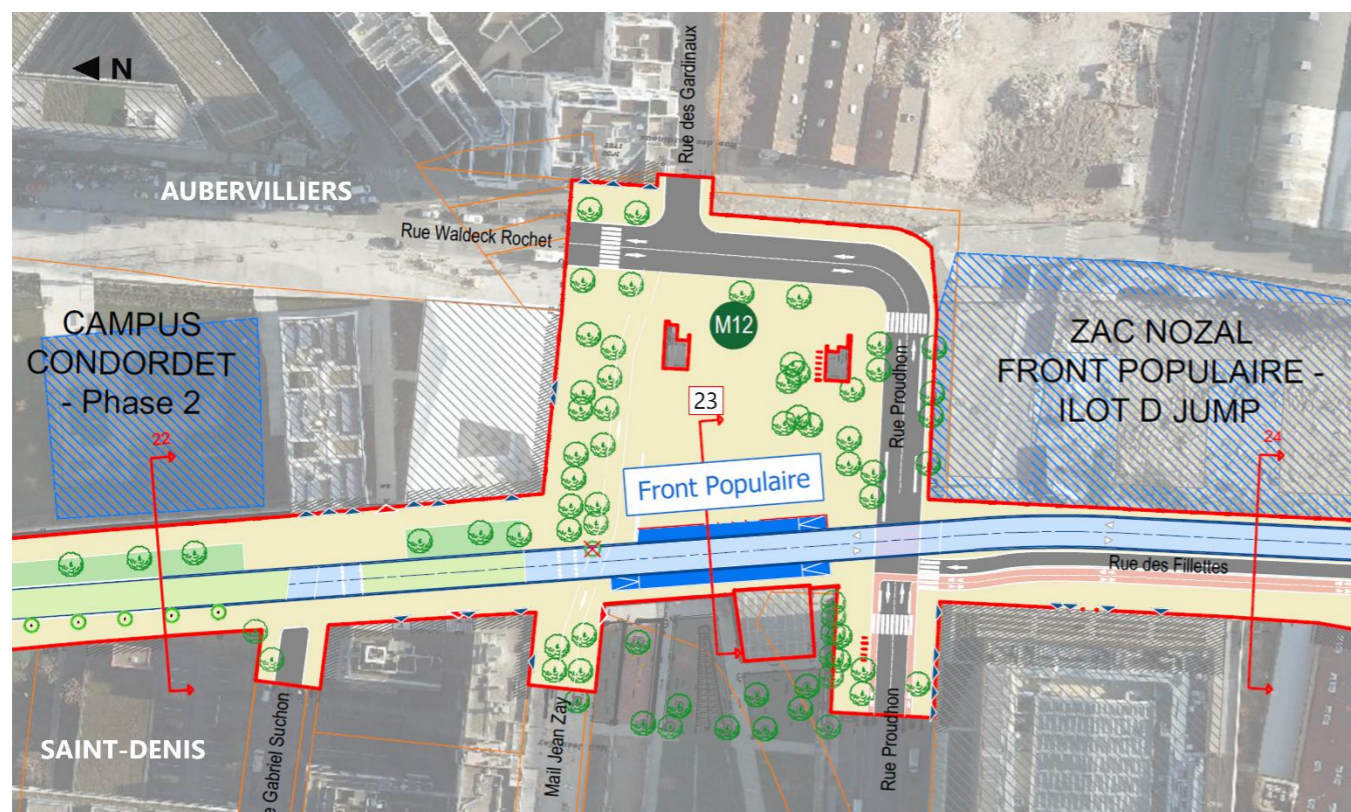 N
AUBERVILLIERS
Rue des Gardinaux
Rue Waldeck Rochet
CAMPUS
CONDORDET
- Phase 2
M12
ZAC NOZAL
FRONT POPULAIRE -
ILOT D JUMP
Rue Proudhon
22
23
24
Front Populaire
Rue des Fillettes
SAINT-DENIS
e Gabriel Suchon
Mail Jean Zay
Rue Proudhon